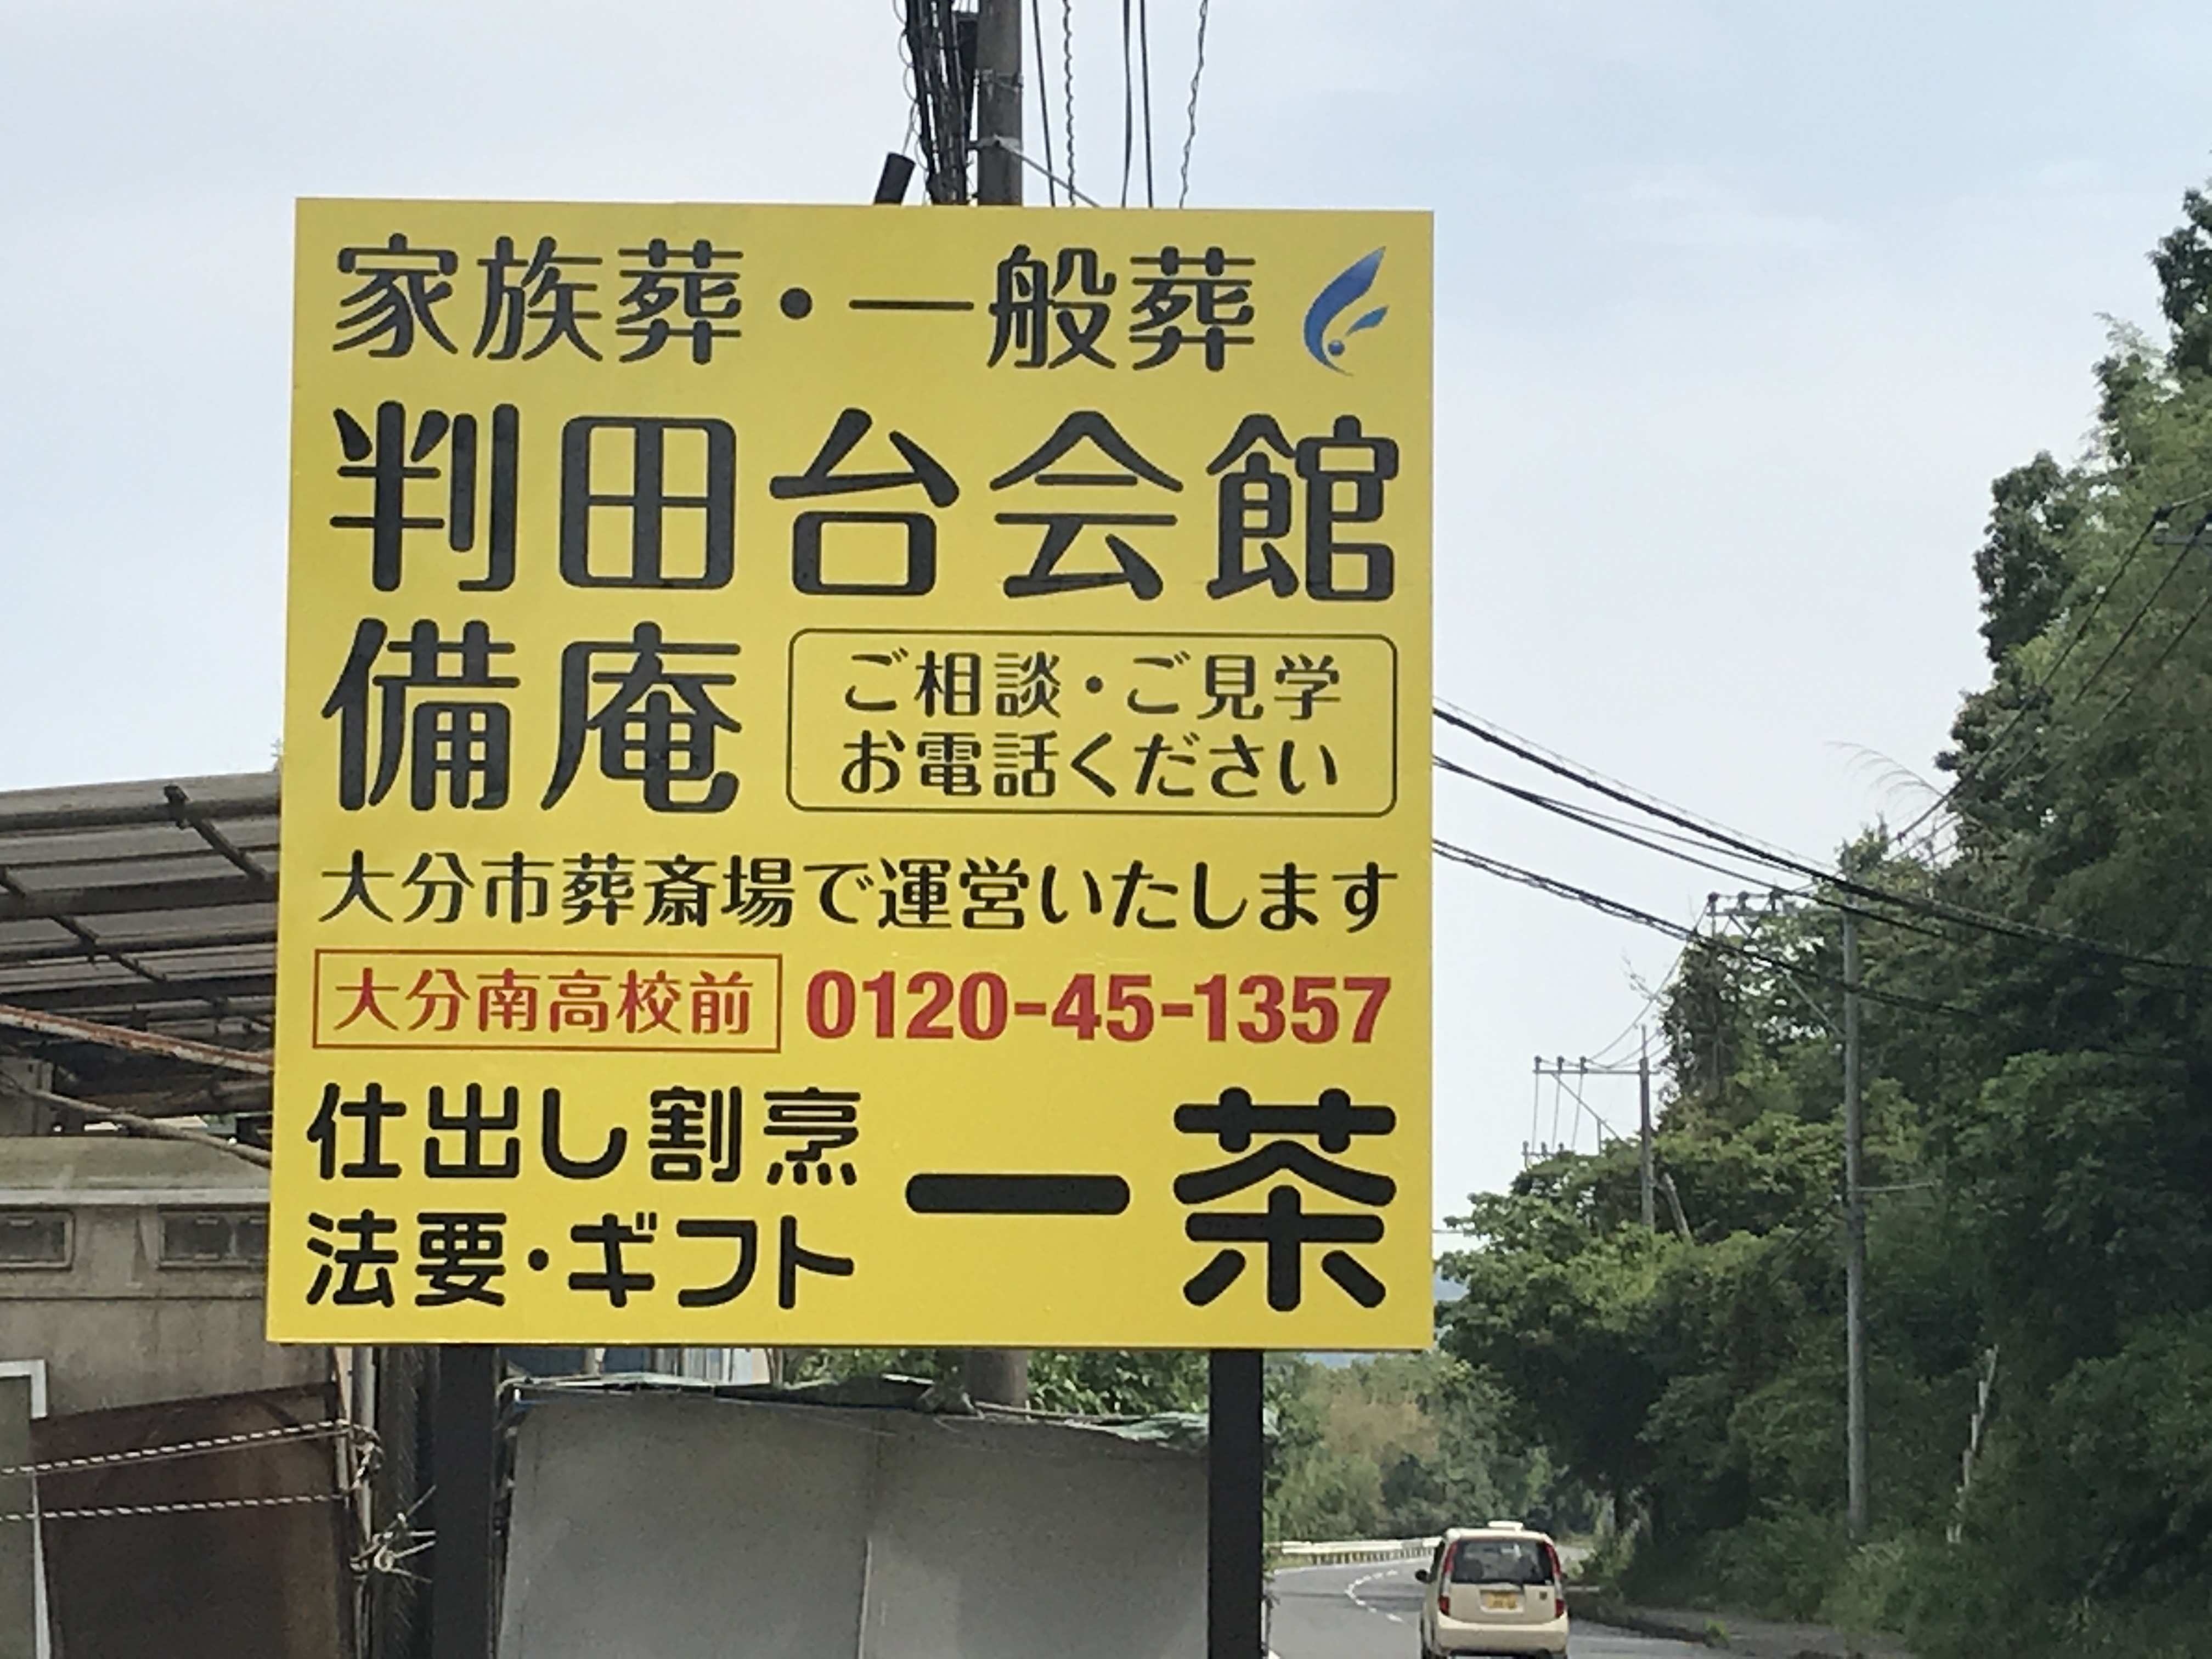 家族葬・一般葬
判田台会館
備庵
ご相談・ご見学
お電話ください
大分市葬斎場で運営いたします
大分南高校前 0120-45-1357
仕出し割烹
法要・ギフト
一茶